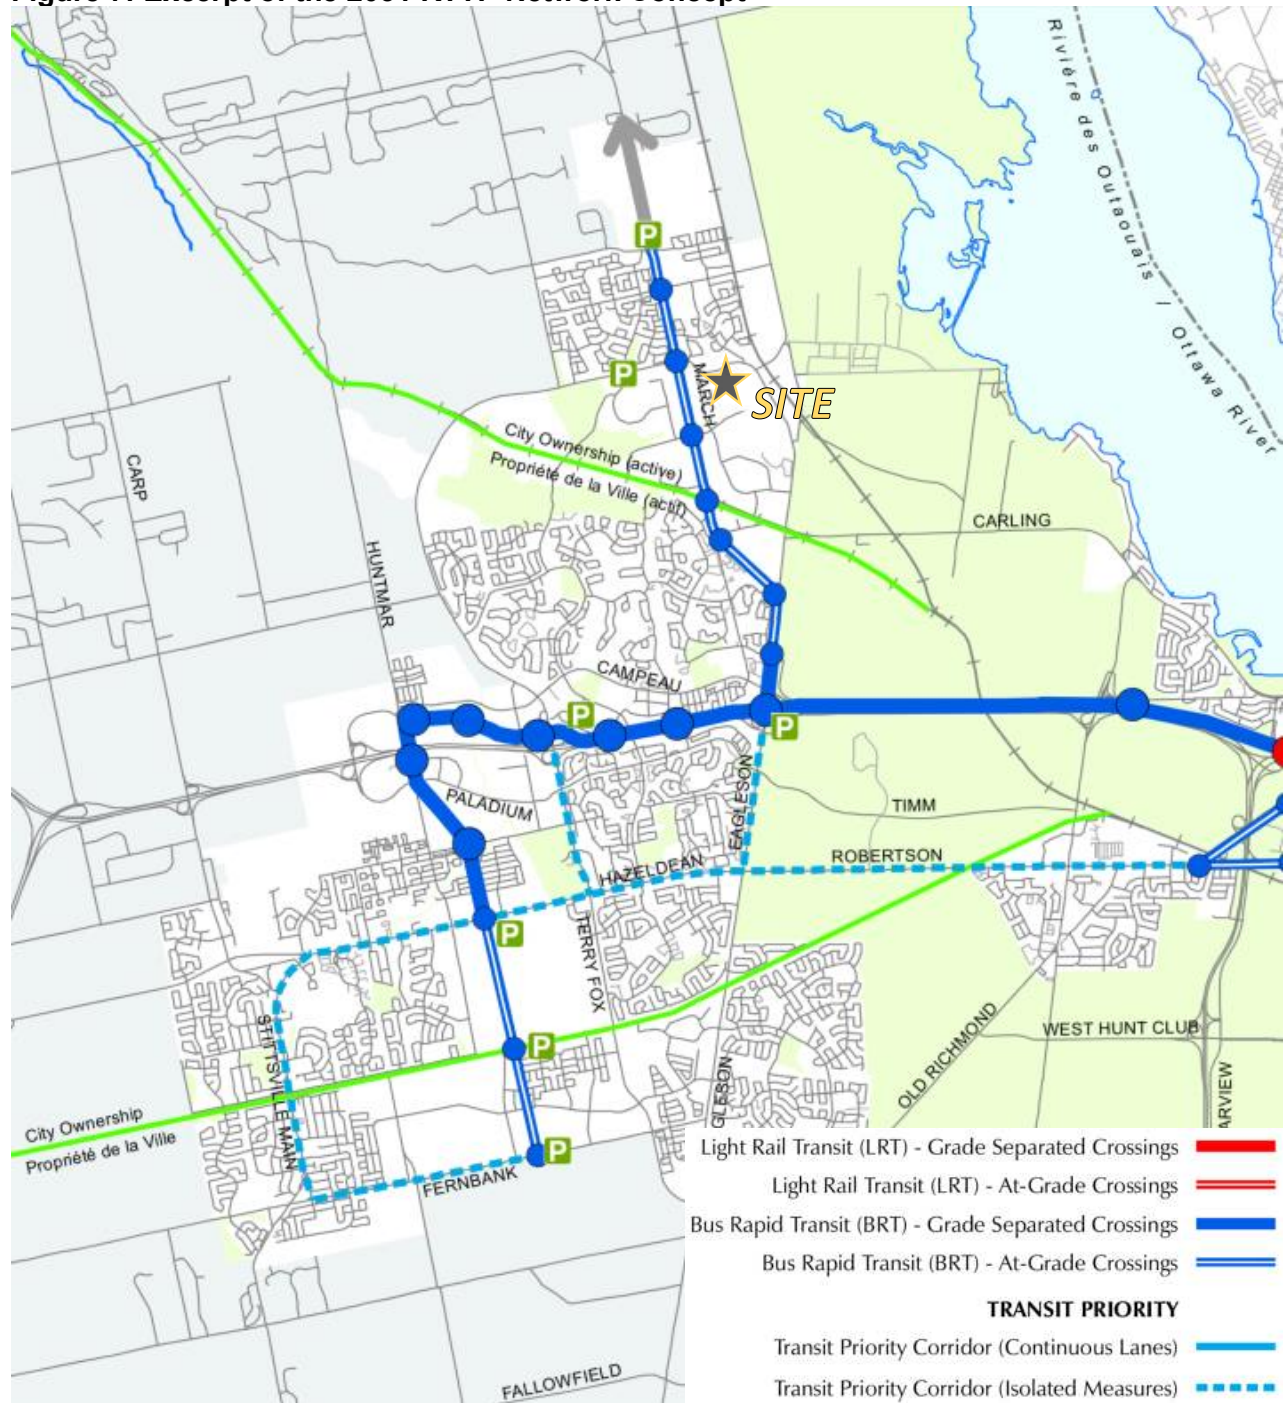 Rivière des Outaouais / Ottawa River
P
P
MARCH
SITE
City Ownership (active)
Propriété de la Ville (actif)
CARP
CARLING
HUNTMAR
CAMPEAU
P
P
PALADIUM
EAGLESON
TIMM
HAZELDEAN
ROBERTSON
P
TERRY FOX
OLD RICHMOND
WEST HUNT CLUB
STITTSVILLE MAIN
P
GLESON
ARVIEW
City Ownership
Propriété de la Ville
P
FERNBANK
FALLOWFIELD
Light Rail Transit (LRT) - Grade Separated Crossings
Light Rail Transit (LRT) - At-Grade Crossings
Bus Rapid Transit (BRT) - Grade Separated Crossings
Bus Rapid Transit (BRT) - At-Grade Crossings
TRANSIT PRIORITY
Transit Priority Corridor (Continuous Lanes)
Transit Priority Corridor (Isolated Measures)